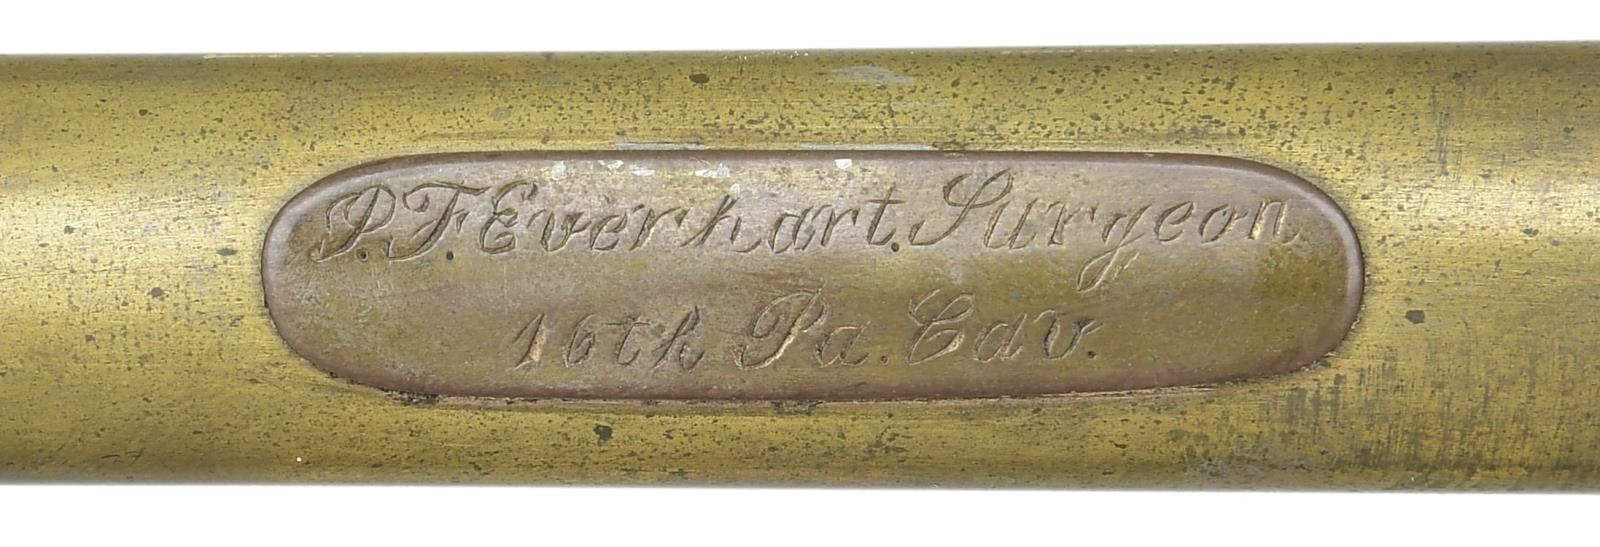 P.F.Everhart.Surgeon
16th Pa. Cav.